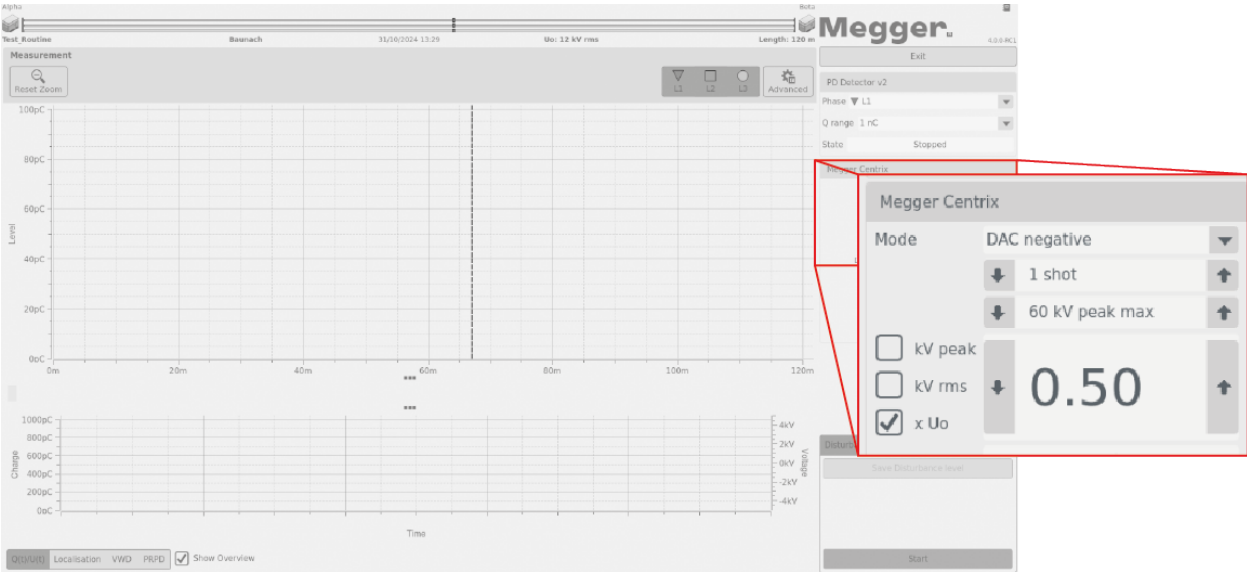 Alpha
Beta
Test_Routine Baunach 31/10/2024 13:29 Uo: 12 kV rms Length: 120 m
Megger
4.0.0-RC1
Exit
Measurement
Reset Zoom
L1 L2 L3
Advanced
PD Detector v2
Phase L1
Q range 1 nC
State Stopped
Megger Centrix
100pC
80pC
60pC
40pC
20pC
0pC
Level
0m 20m 40m 60m 80m 100m 120m
Megger Centrix
Mode DAC negative
1 shot
60 kV peak max
kV peak
kV rms
x Uo
0.50
1000pC
800pC
600pC
400pC
200pC
0pC
Charge
4kV
2kV
0kV
-2kV
-4kV
Voltage
Time
Save Disturbance level
Q(t)/U(t) Localisation VWD PRPD Show Overview
Start